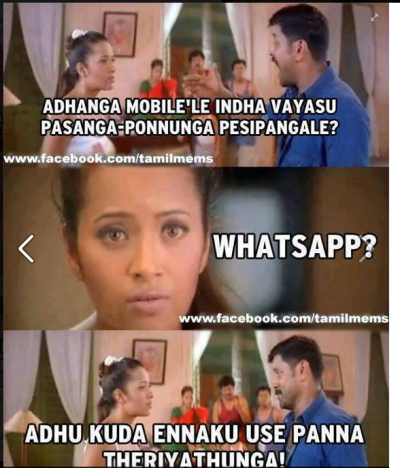 ADHANGA MOBILE'LE INDHA VAYASU
PASANGA-PONNUNGA PESIPANGALE?
www.facebook.com/tamilmems
WHATSAPP?
www.facebook.com/tamilmems
ADHU KUDA ENNAKU USE PANNA
THERIYATHUNGA!